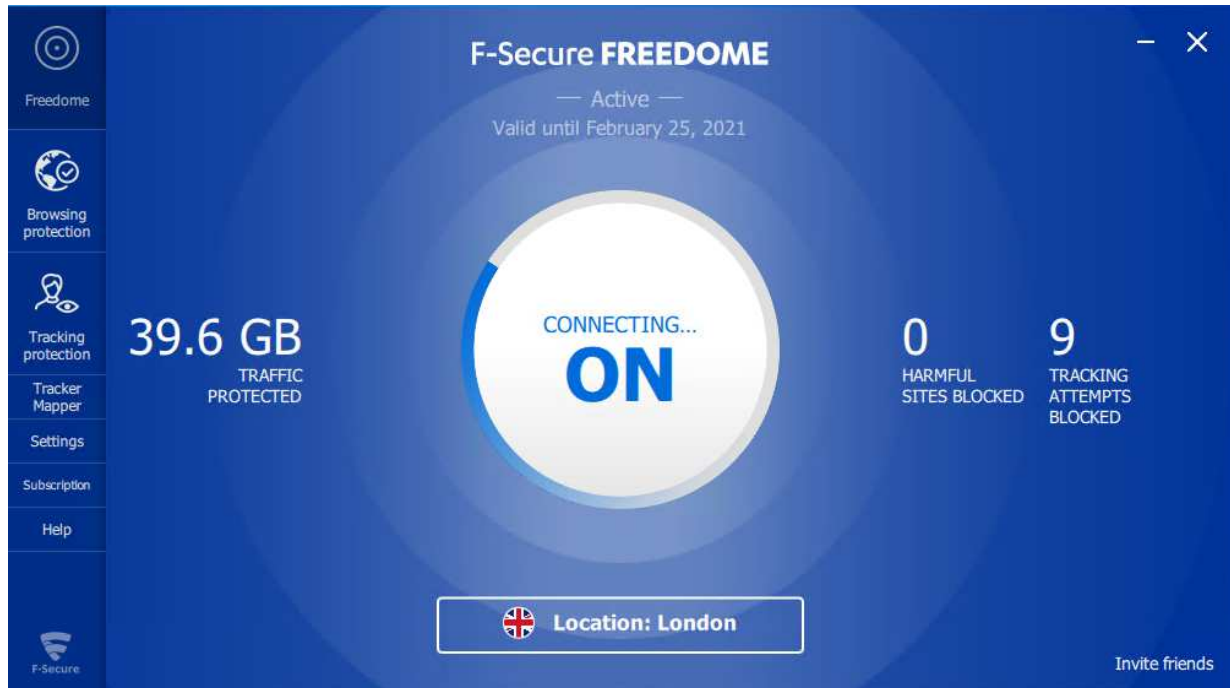 Freedome
Browsing
protection
Tracking
protection
Tracker
Mapper
Settings
Subscription
Help
F-Secure
F-Secure FREEDOME
— Active —
Valid until February 25, 2021
39.6 GB
TRAFFIC
PROTECTED
CONNECTING...
ON
0
HARMFUL
SITES BLOCKED
9
TRACKING
ATTEMPTS
BLOCKED
Location: London
Invite friends